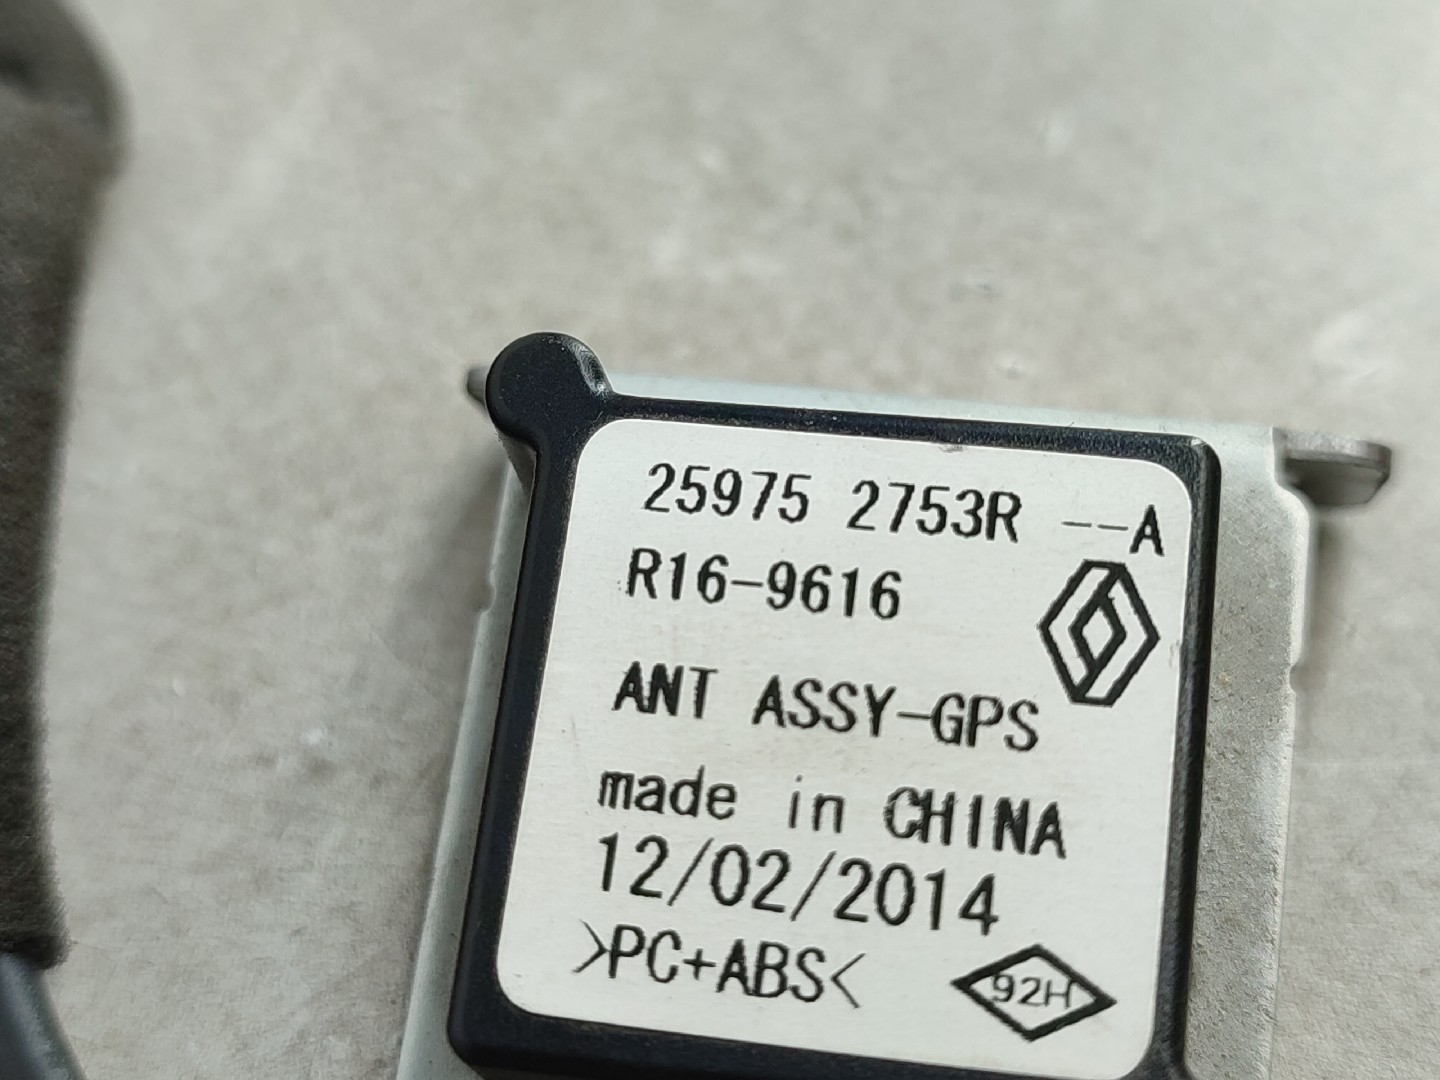 25975 2753R --A
R16-9616
ANT ASSY-GPS
made in CHINA
12/02/2014
>PC+ABS<
92H